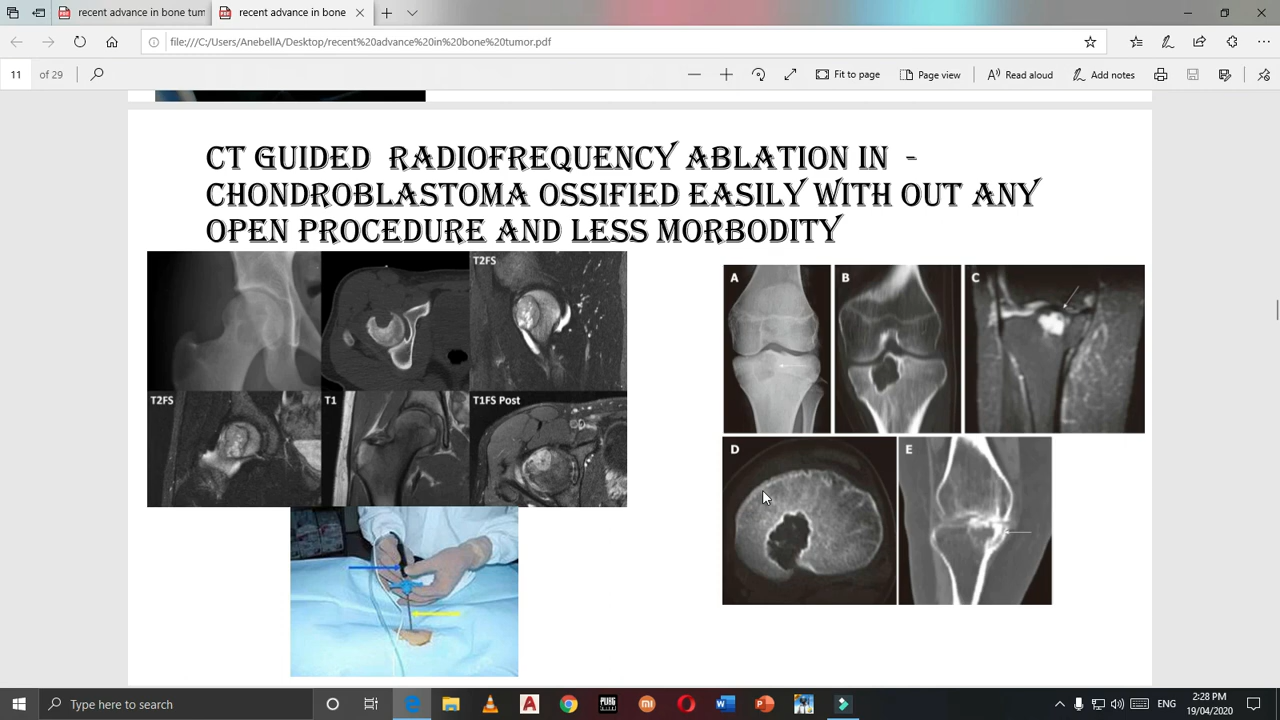 recent advance in bone tum
recent advance in bone tumor
file:///C:/Users/AnebellA/Desktop/recent%20advance%20in%20bone%20tumor.pdf
11 of 29
Fit to page
Page view
Read aloud
Add notes
CT GUIDED RADIOFREQUENCY ABLATION IN -
CHONDROBLASTOMA OSSIFIED EASILY WITH OUT ANY
OPEN PROCEDURE AND LESS MORBODITY
T2FS
T2FS
T1
T1FS Post
A
B
C
D
E
Type here to search
ENG
2:28 PM
19/04/2020